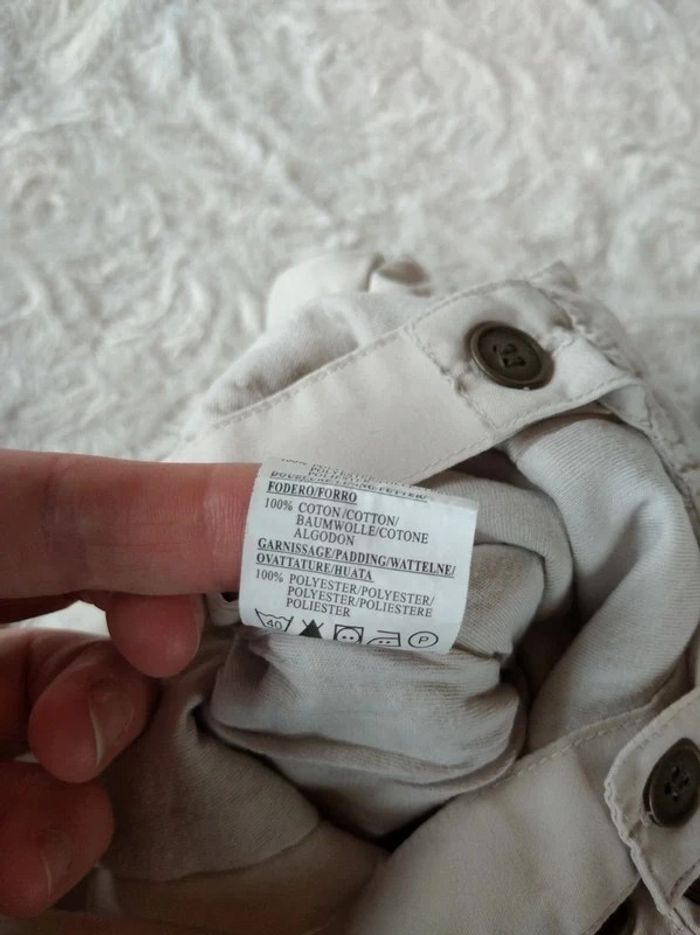 100%
FODERO/FORRO
100% COTON/COTTON/
BAUMWOLLE/COTONE
ALGODON
GARNISSAGE/PADDING/WATTELNE/
OVATTATURE/HUATA
100% POLYESTER/POLYESTER/
POLYESTER/POLIESTERE
POLIESTER
40 P